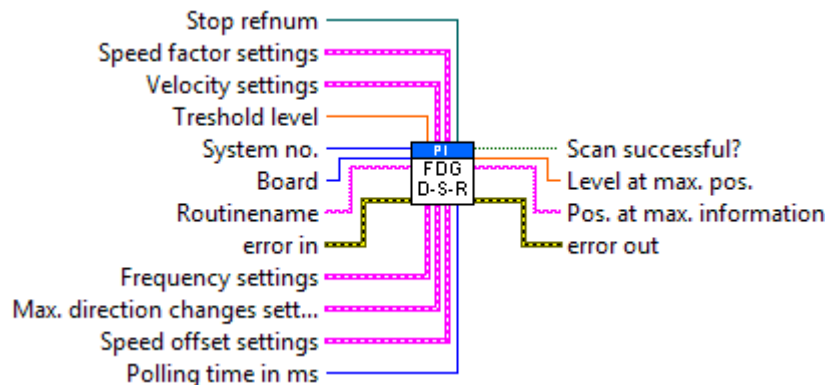 Stop refnum
Speed factor settings
Velocity settings
Treshold level
System no.
Board
Routinename
error in
Frequency settings
Max. direction changes sett...
Speed offset settings
Polling time in ms
PI
FDG
D-S-R
Scan successful?
Level at max. pos.
Pos. at max. information
error out